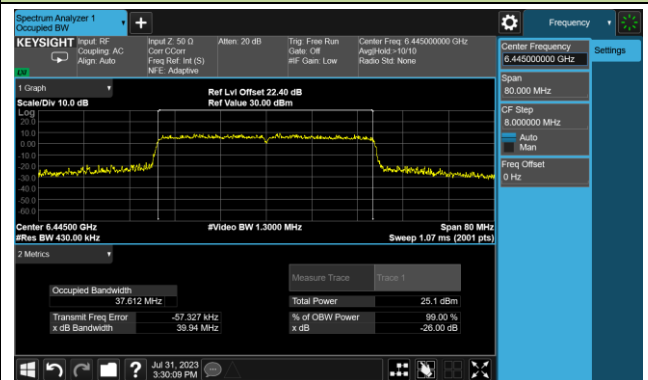 Spectrum Analyzer 1
Occupied BW
Frequency
KEYSIGHT
Input: RF
Coupling: AC
Align: Auto
Input Z: 50 Ω
Corr CCorr
Freq Ref: Int (S)
NFE: Adaptive
Atten: 20 dB
Trig: Free Run
Gate: Off
#IF Gain: Low
Center Freq: 6.445000000 GHz
Avg|Hold:>10/10
Radio Std: None
Center Frequency
6.445000000 GHz
Settings
Span
80.000 MHz
CF Step
8.000000 MHz
Auto
Man
Freq Offset
0 Hz
1 Graph
Scale/Div 10.0 dB
Ref Lvl Offset 22.40 dB
Ref Value 30.00 dBm
Log
20.0
10.0
0.00
-10.0
-20.0
-30.0
-40.0
-50.0
-60.0
Center 6.44500 GHz
#Res BW 430.00 kHz
#Video BW 1.3000 MHz
Span 80 MHz
Sweep 1.07 ms (2001 pts)
2 Metrics
Measure Trace
Trace 1
Occupied Bandwidth
37.612 MHz
Total Power
25.1 dBm
Transmit Freq Error
-57.327 kHz
% of OBW Power
99.00 %
x dB Bandwidth
39.94 MHz
x dB
-26.00 dB
?
Jul 31, 2023
3:30:09 PM